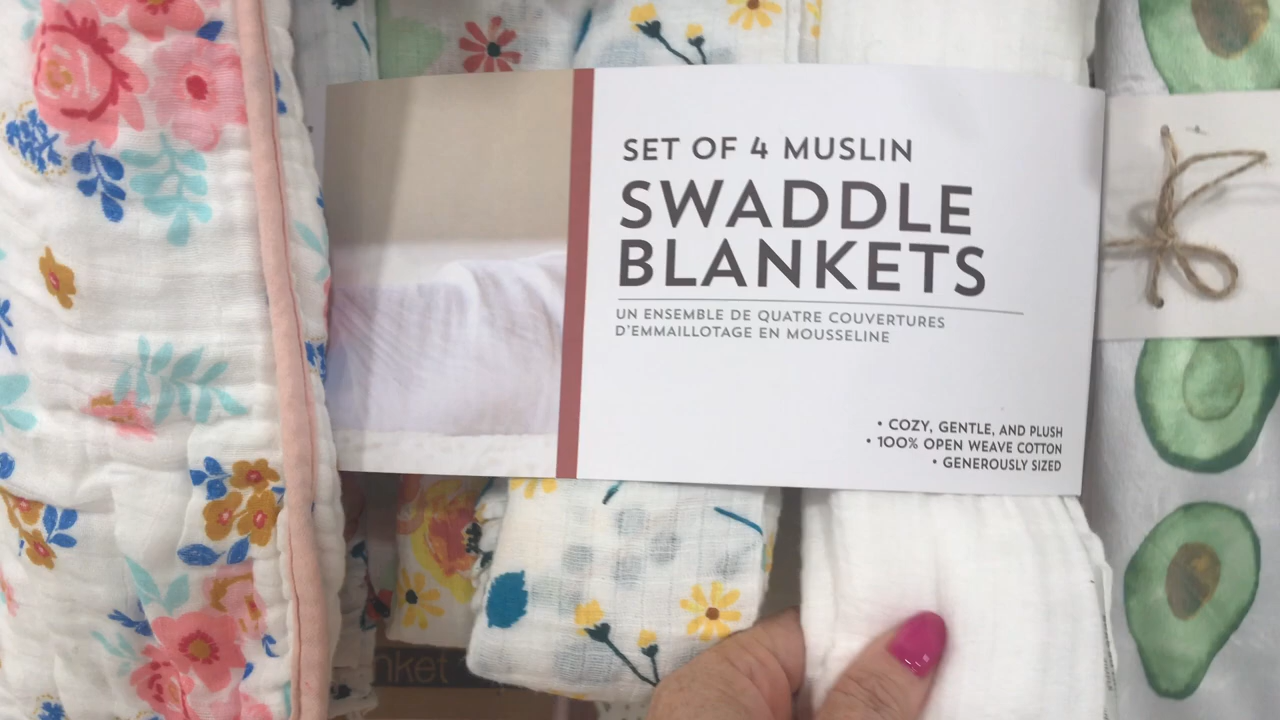 SET OF 4 MUSLIN
SWADDLE
BLANKETS
UN ENSEMBLE DE QUATRE COUVERTURES
D'EMMAILLOTAGE EN MOUSSELINE
• COZY, GENTLE, AND PLUSH
• 100% OPEN WEAVE COTTON
• GENEROUSLY SIZED
nket